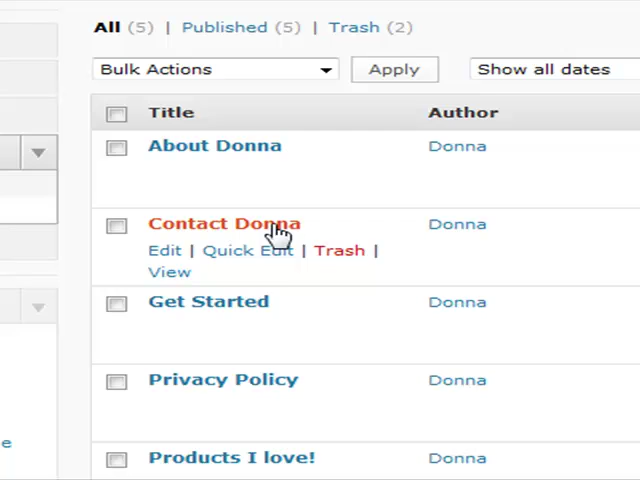 All (5) | Published (5) | Trash (2)
Bulk Actions Apply Show all dates
Title Author
About Donna Donna
Contact Donna Donna
Edit | Quick Edit | Trash |
View
Get Started Donna
Privacy Policy Donna
e
Products I love! Donna